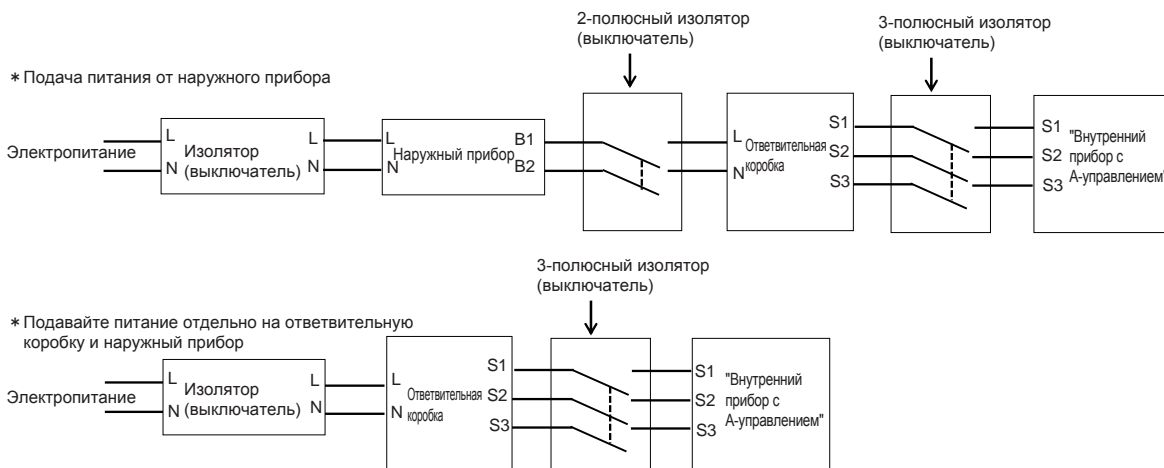 2-полюсный изолятор
(выключатель)
3-полюсный изолятор
(выключатель)
* Подача питания от наружного прибора
Электропитание
L
N
Изолятор
(выключатель)
L
N
L
N
Наружный прибор
B1
B2
L
N
Ответвительная
коробка
S1
S2
S3
S1
S2
S3
"Внутренний
прибор с
А-управлением"
3-полюсный изолятор
(выключатель)
* Подавайте питание отдельно на ответвительную
коробку и наружный прибор
Электропитание
L
N
Изолятор
(выключатель)
L
N
L
N
Ответвительная
коробка
S1
S2
S3
S1
S2
S3
"Внутренний
прибор с
А-управлением"